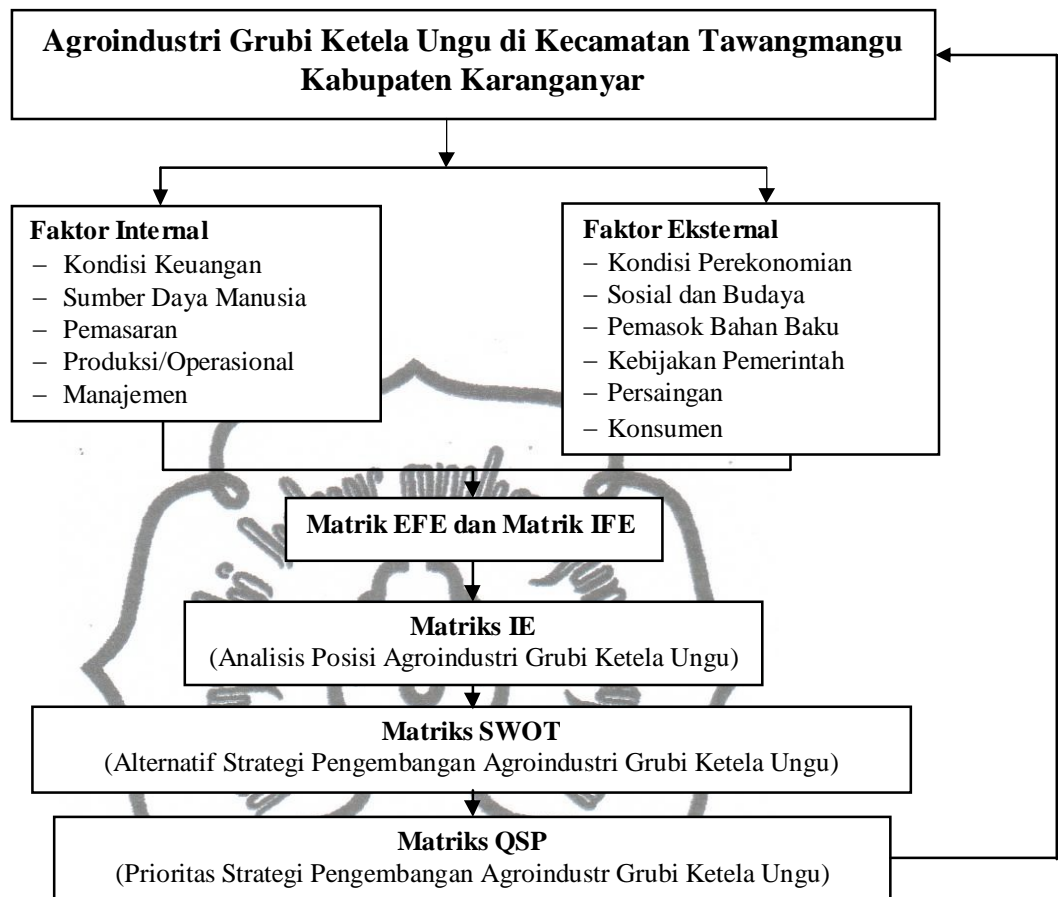 Agroindustri Grubi Ketela Ungu di Kecamatan Tawangmangu
Kabupaten Karanganyar
Faktor Internal
– Kondisi Keuangan
– Sumber Daya Manusia
– Pemasaran
– Produksi/Operasional
– Manajemen
Faktor Eksternal
– Kondisi Perekonomian
– Sosial dan Budaya
– Pemasok Bahan Baku
– Kebijakan Pemerintah
– Persaingan
– Konsumen
Matrik EFE dan Matrik IFE
Matriks IE
(Analisis Posisi Agroindustri Grubi Ketela Ungu)
Matriks SWOT
(Alternatif Strategi Pengembangan Agroindustri Grubi Ketela Ungu)
Matriks QSP
(Prioritas Strategi Pengembangan Agroindustr Grubi Ketela Ungu)